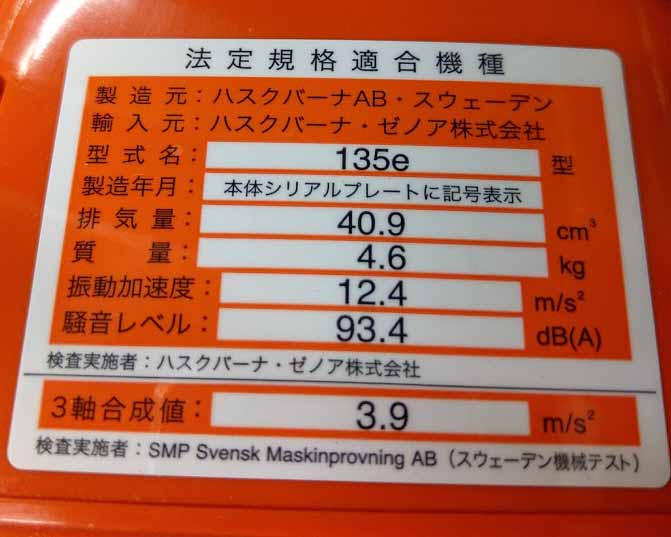 法定規格適合機種
製造元：ハスクバーナAB・スウェーデン
輸入元：ハスクバーナ・ゼノア株式会社
型式名： 135e 型
製造年月： 本体シリアルプレートに記号表示
排気量： 40.9 cm³
質量： 4.6 kg
振動加速度： 12.4 m/s²
騒音レベル： 93.4 dB(A)
検査実施者：ハスクバーナ・ゼノア株式会社
3軸合成値： 3.9 m/s²
検査実施者：SMP Svensk Maskinprovning AB（スウェーデン機械テスト）